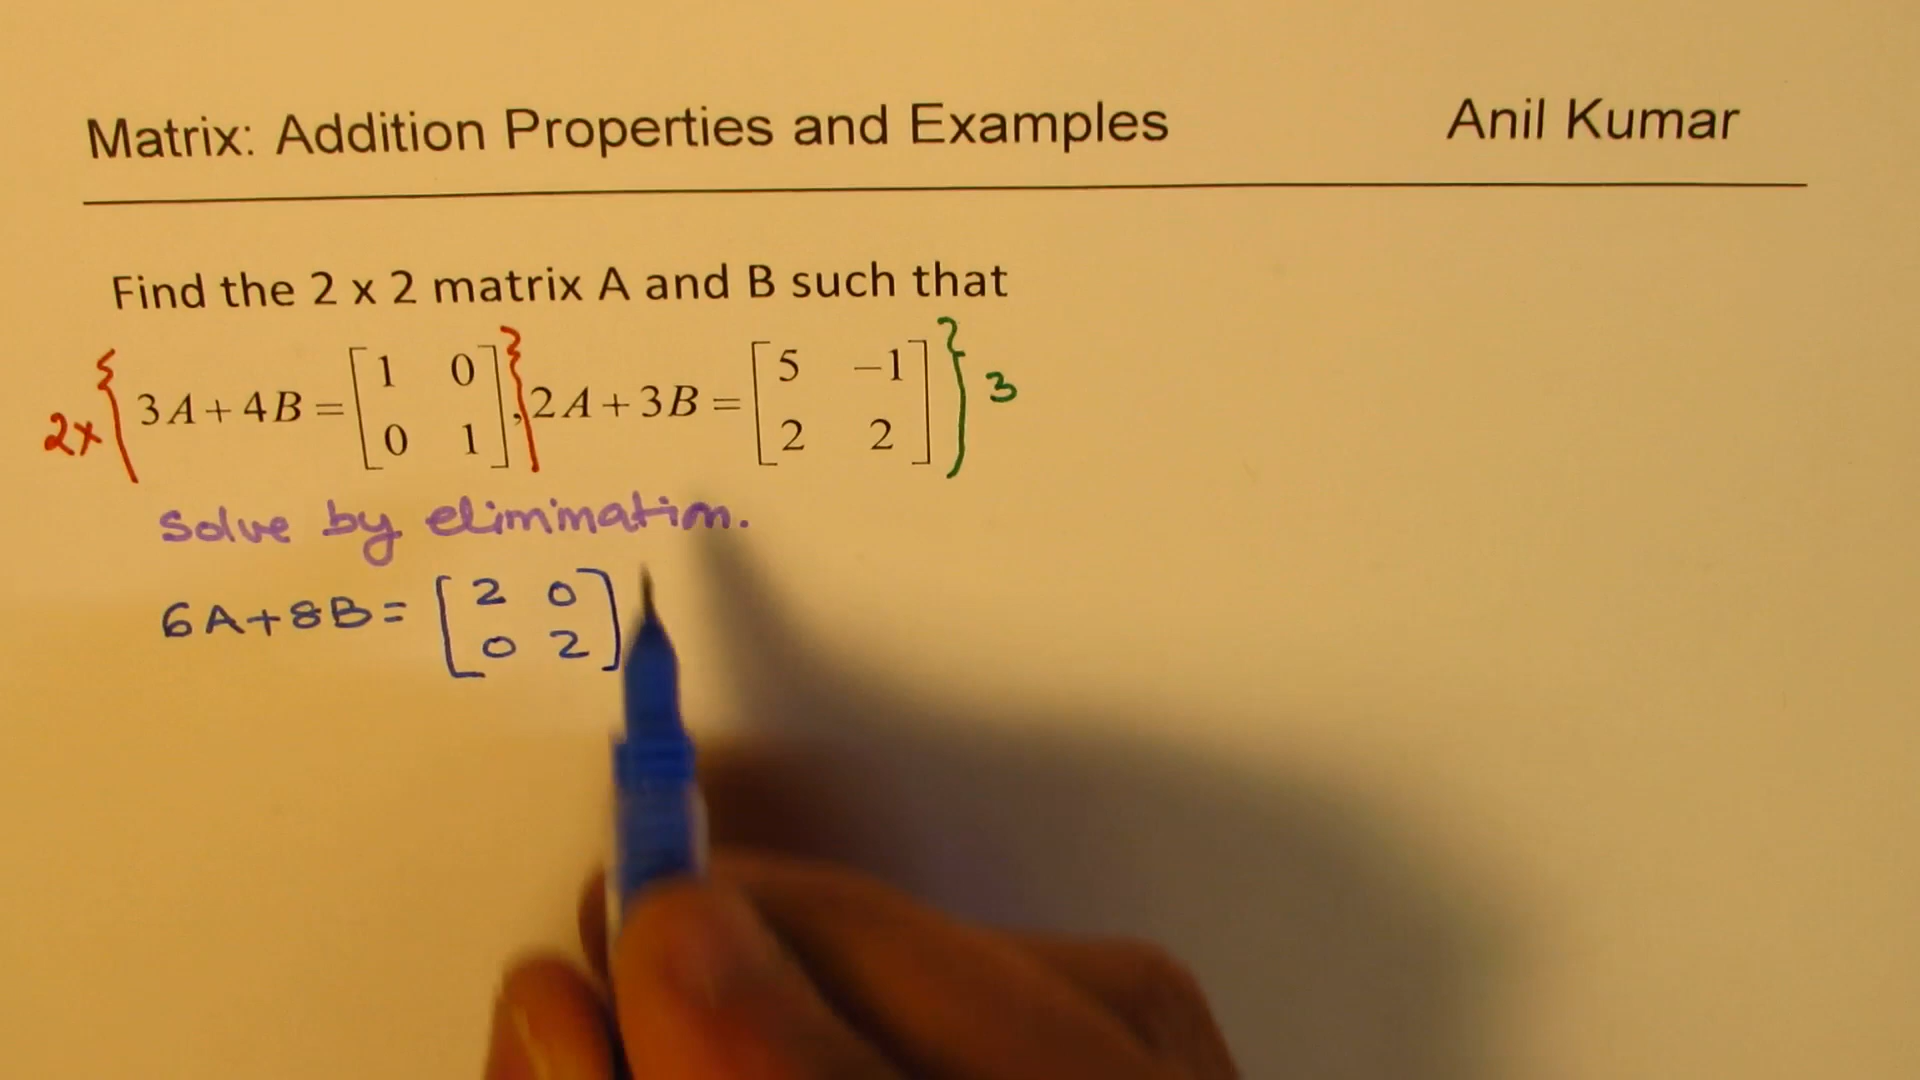 Matrix: Addition Properties and Examples Anil Kumar
Find the 2 x 2 matrix A and B such that
2x { 3A + 4B = [1 0; 0 1] }, 2A + 3B = [5 -1; 2 2] } 3
Solve by elimination.
6A+8B= [2 0; 0 2]